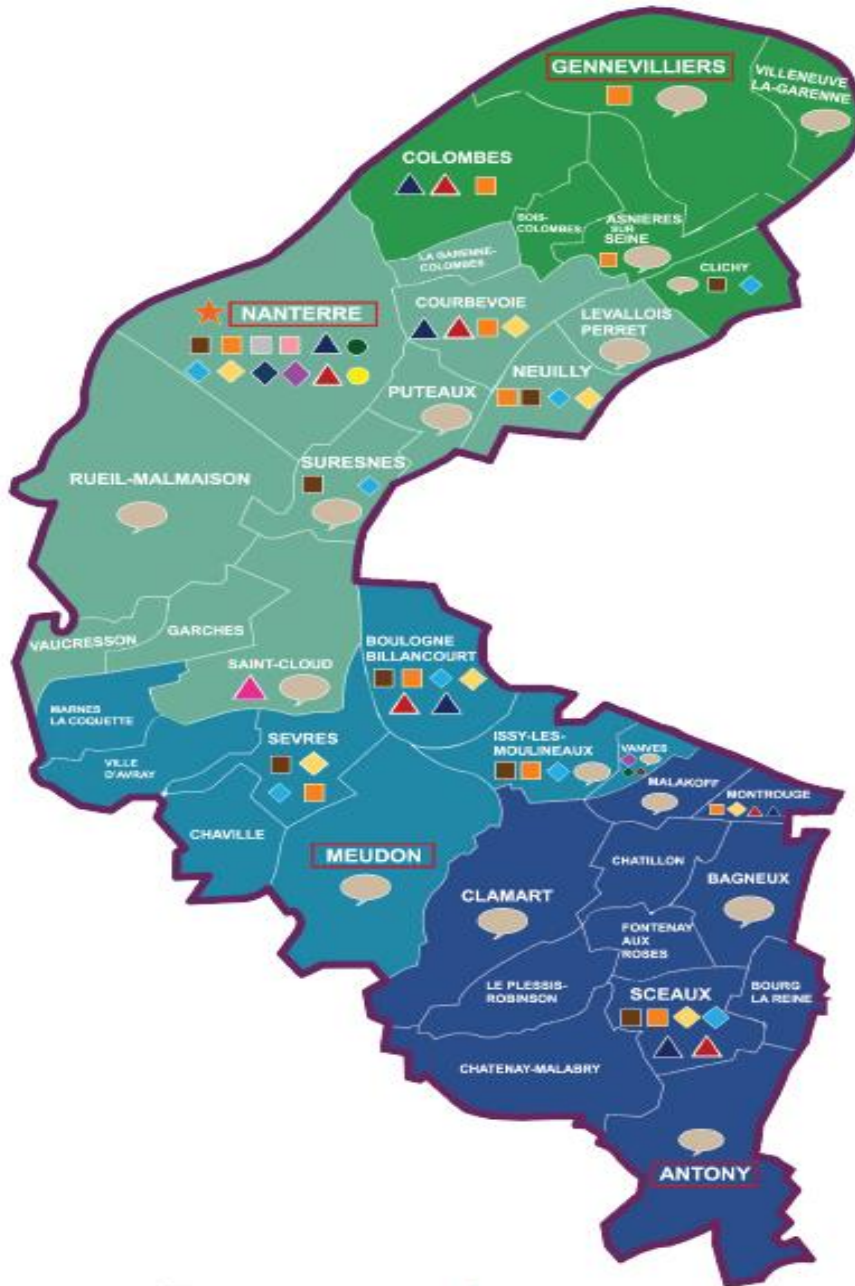 GENNEVILLIERS
VILLENEUVE
LA-GARENNE
COLOMBES
BOIS-
COLOMBES
ASNIERES
SUR
SEINE
LA GARENNE-
COLOMBES
CLICHY
NANTERRE
COURBEVOIE
LEVALLOIS
PERRET
PUTEAUX
NEUILLY
RUEIL-MALMAISON
SURESNES
VAUCRESSON
GARCHES
SAINT-CLOUD
BOULOGNE
BILLANCOURT
MARNES
LA COQUETTE
VILLE
D'AVRAY
SEVRES
ISSY-LES-
MOULINEAUX
VANVES
MALAKOFF
MONTROUGE
CHAVILLE
MEUDON
CHATILLON
CLAMART
BAGNEUX
FONTENAY
AUX
ROSES
LE PLESSIS-
ROBINSON
SCEAUX
BOURG
LA REINE
CHATENAY-MALABRY
ANTONY